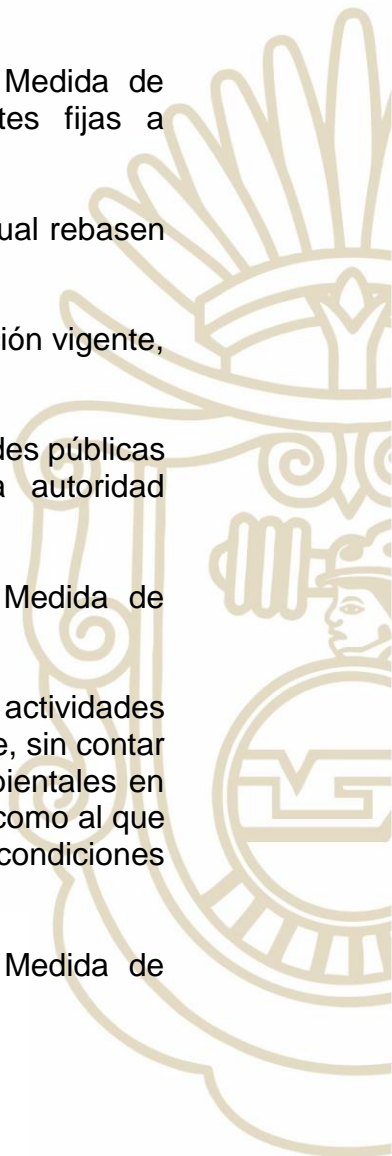 Medida de
tes fijas a
ual rebasen
ión vigente,
des públicas
autoridad
Medida de
actividades
e, sin contar
bientales en
como al que
condiciones
Medida de